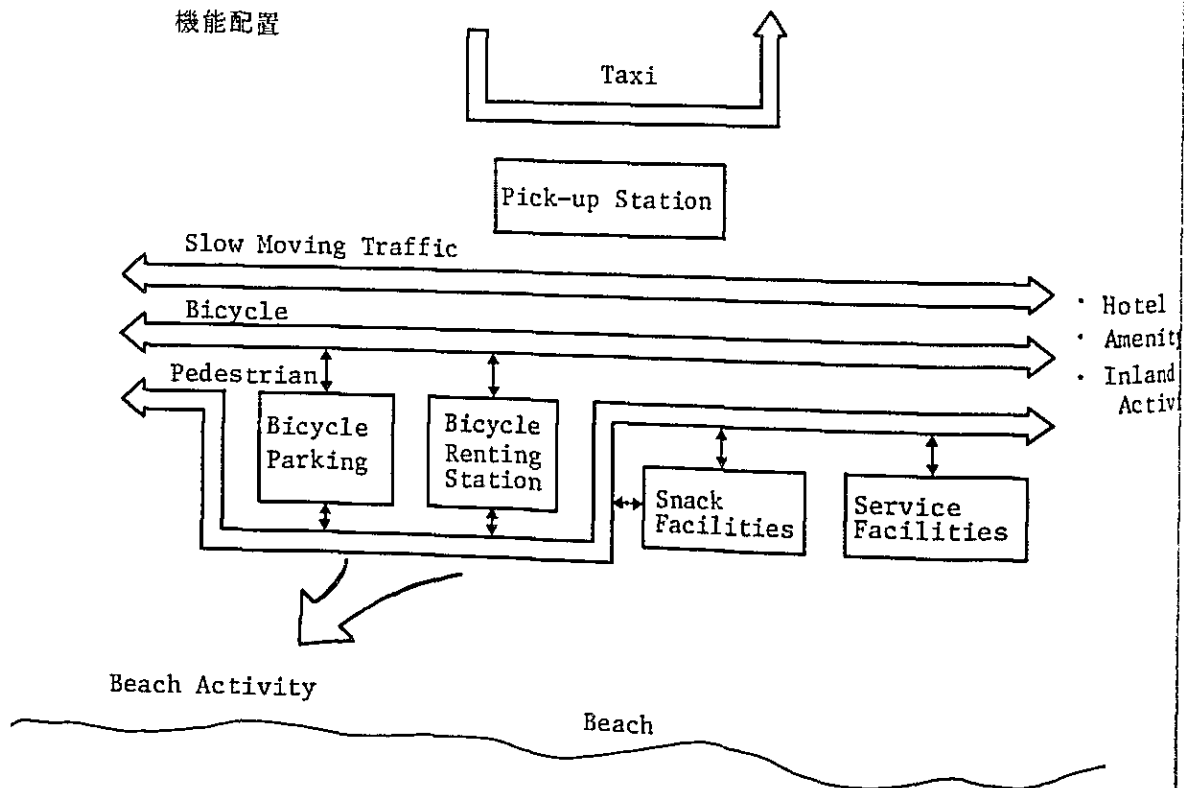 機能配置
Taxi
Pick-up Station
Slow Moving Traffic
Bicycle
・ Hotel
・
・ Inland
Pedestrian
Bicycle
Parking
Bicycle
Renting
Station
Snack
Facilities
Service
Facilities
Beach Activity
Beach